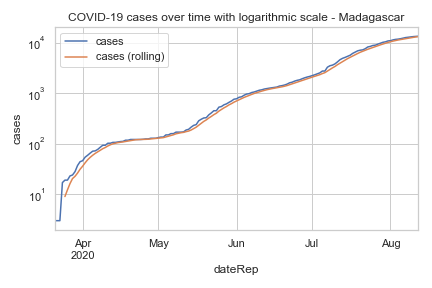 COVID-19 cases over time with logarithmic scale - Madagascar
cases
cases (rolling)
cases
10⁴
10³
10²
10¹
Apr
2020
May
Jun
Jul
Aug
dateRep